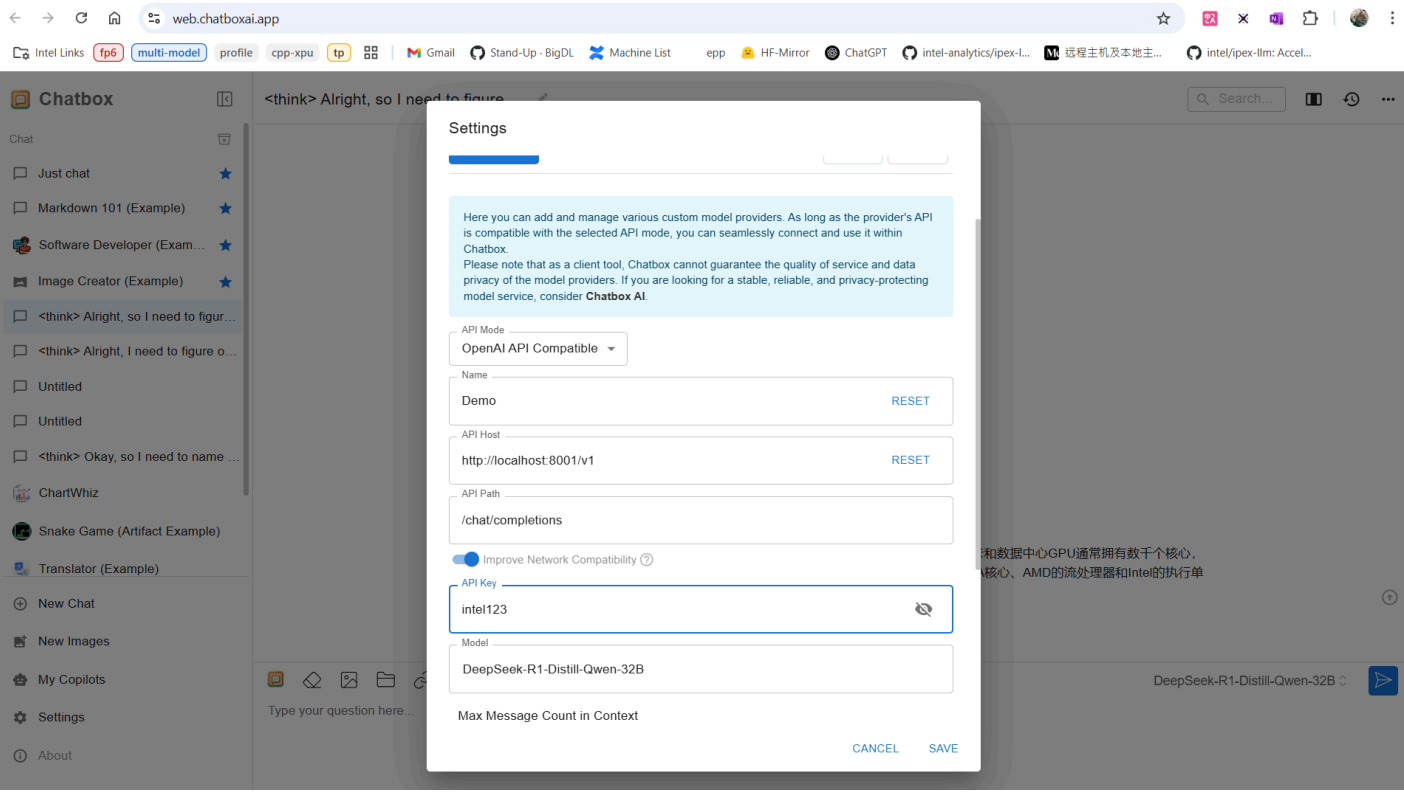 web.chatboxai.app
Intel Links
fp6
multi-model
profile
cpp-xpu
tp
Gmail
Stand-Up · BigDL
Machine List
epp
HF-Mirror
ChatGPT
intel-analytics/ipex-l...
远程主机及本地主...
intel/ipex-llm: Accel...
Chatbox
<think> Alright, so I need to figure
Search...
Chat
Just chat
Markdown 101 (Example)
Software Developer (Exam...
Image Creator (Example)
<think> Alright, so I need to figur...
<think> Alright, I need to figure o...
Untitled
Untitled
<think> Okay, so I need to name ...
ChartWhiz
Snake Game (Artifact Example)
Translator (Example)
New Chat
New Images
My Copilots
Settings
About
Settings
Here you can add and manage various custom model providers. As long as the provider's API
is compatible with the selected API mode, you can seamlessly connect and use it within
Chatbox.
Please note that as a client tool, Chatbox cannot guarantee the quality of service and data
privacy of the model providers. If you are looking for a stable, reliable, and privacy-protecting
model service, consider Chatbox AI.
API Mode
OpenAI API Compatible
Name
Demo
RESET
API Host
http://localhost:8001/v1
RESET
API Path
/chat/completions
Improve Network Compatibility
API Key
intel123
Model
DeepSeek-R1-Distill-Qwen-32B
Max Message Count in Context
CANCEL
SAVE
和数据中心GPU通常拥有数千个核心，
核心、AMD的流处理器和Intel的执行单
DeepSeek-R1-Distill-Qwen-32B
Type your question here...